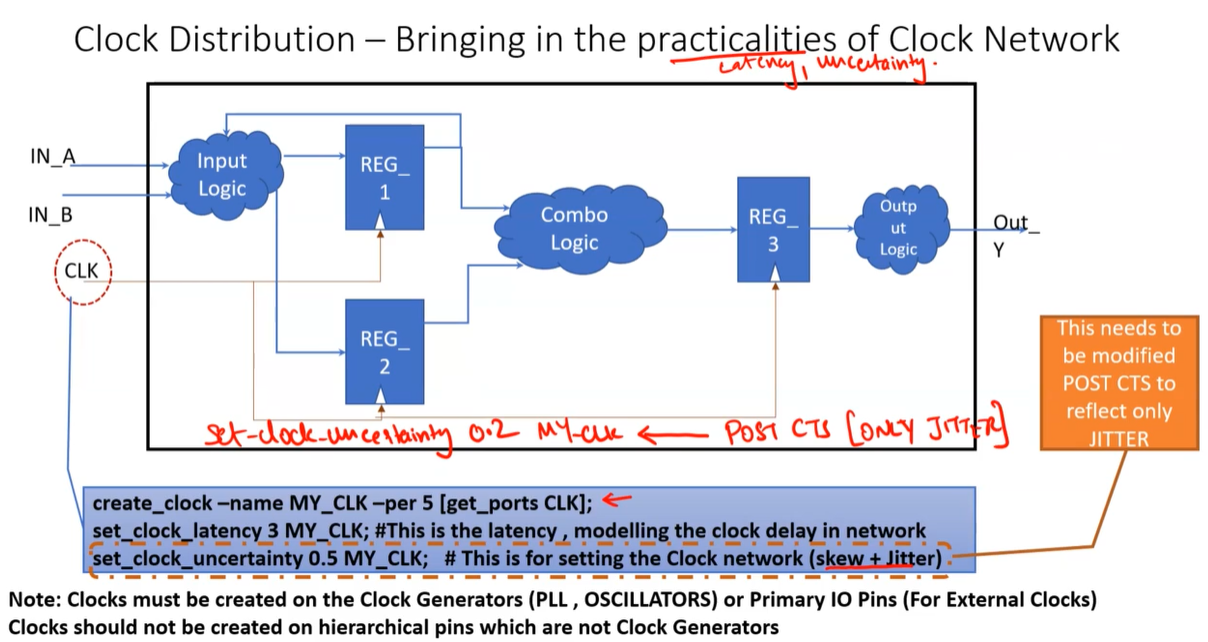 Clock Distribution – Bringing in the practicalities of Clock Network
Latency, uncertainty.
IN_A
IN_B
CLK
Input
Logic
REG_
1
REG_
2
Combo
Logic
REG_
3
Outp
ut
Logic
Out_
Y
This needs to
be modified
POST CTS to
reflect only
JITTER
set-clock-uncertainty 0.2 MY-CLK ← POST CTS [ONLY JITTER]
create_clock –name MY_CLK –per 5 [get_ports CLK]; ←
set_clock_latency 3 MY_CLK; #This is the latency , modelling the clock delay in network
set_clock_uncertainty 0.5 MY_CLK; # This is for setting the Clock network (skew + Jitter)
Note: Clocks must be created on the Clock Generators (PLL , OSCILLATORS) or Primary IO Pins (For External Clocks)
Clocks should not be created on hierarchical pins which are not Clock Generators